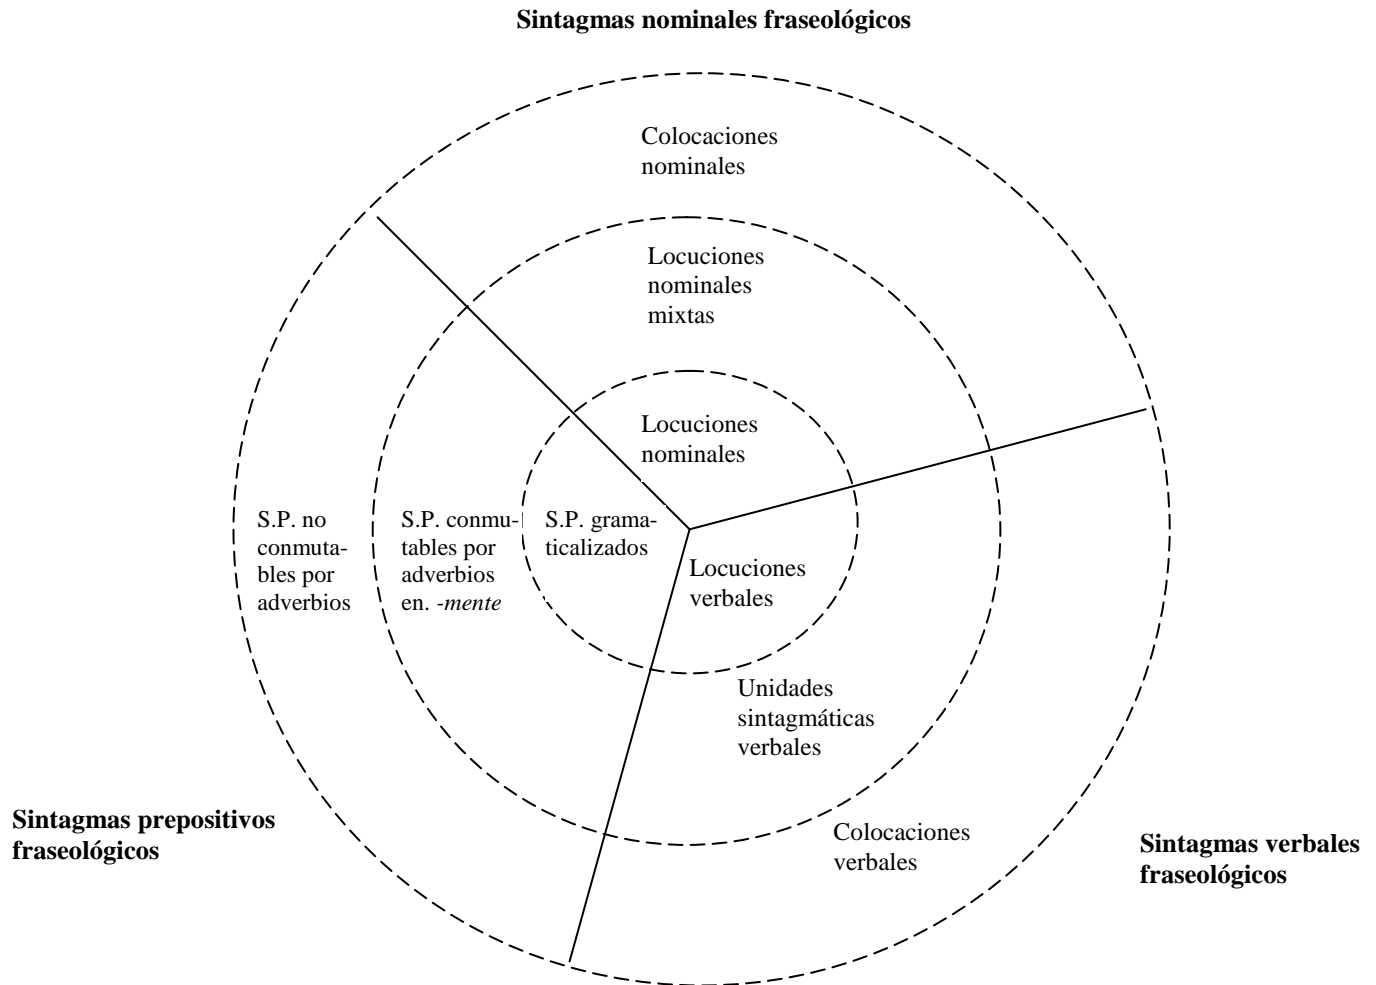 Sintagmas nominales fraseológicos
Colocaciones
nominales
Locuciones
nominales
mixtas
Locuciones
nominales
S.P. no
conmuta-
bles por
adverbios
S.P. conmu-
tables por
adverbios
en. -mente
S.P. grama-
ticalizados
Locuciones
verbales
Unidades
sintagmáticas
verbales
Colocaciones
verbales
Sintagmas prepositivos
fraseológicos
Sintagmas verbales
fraseológicos